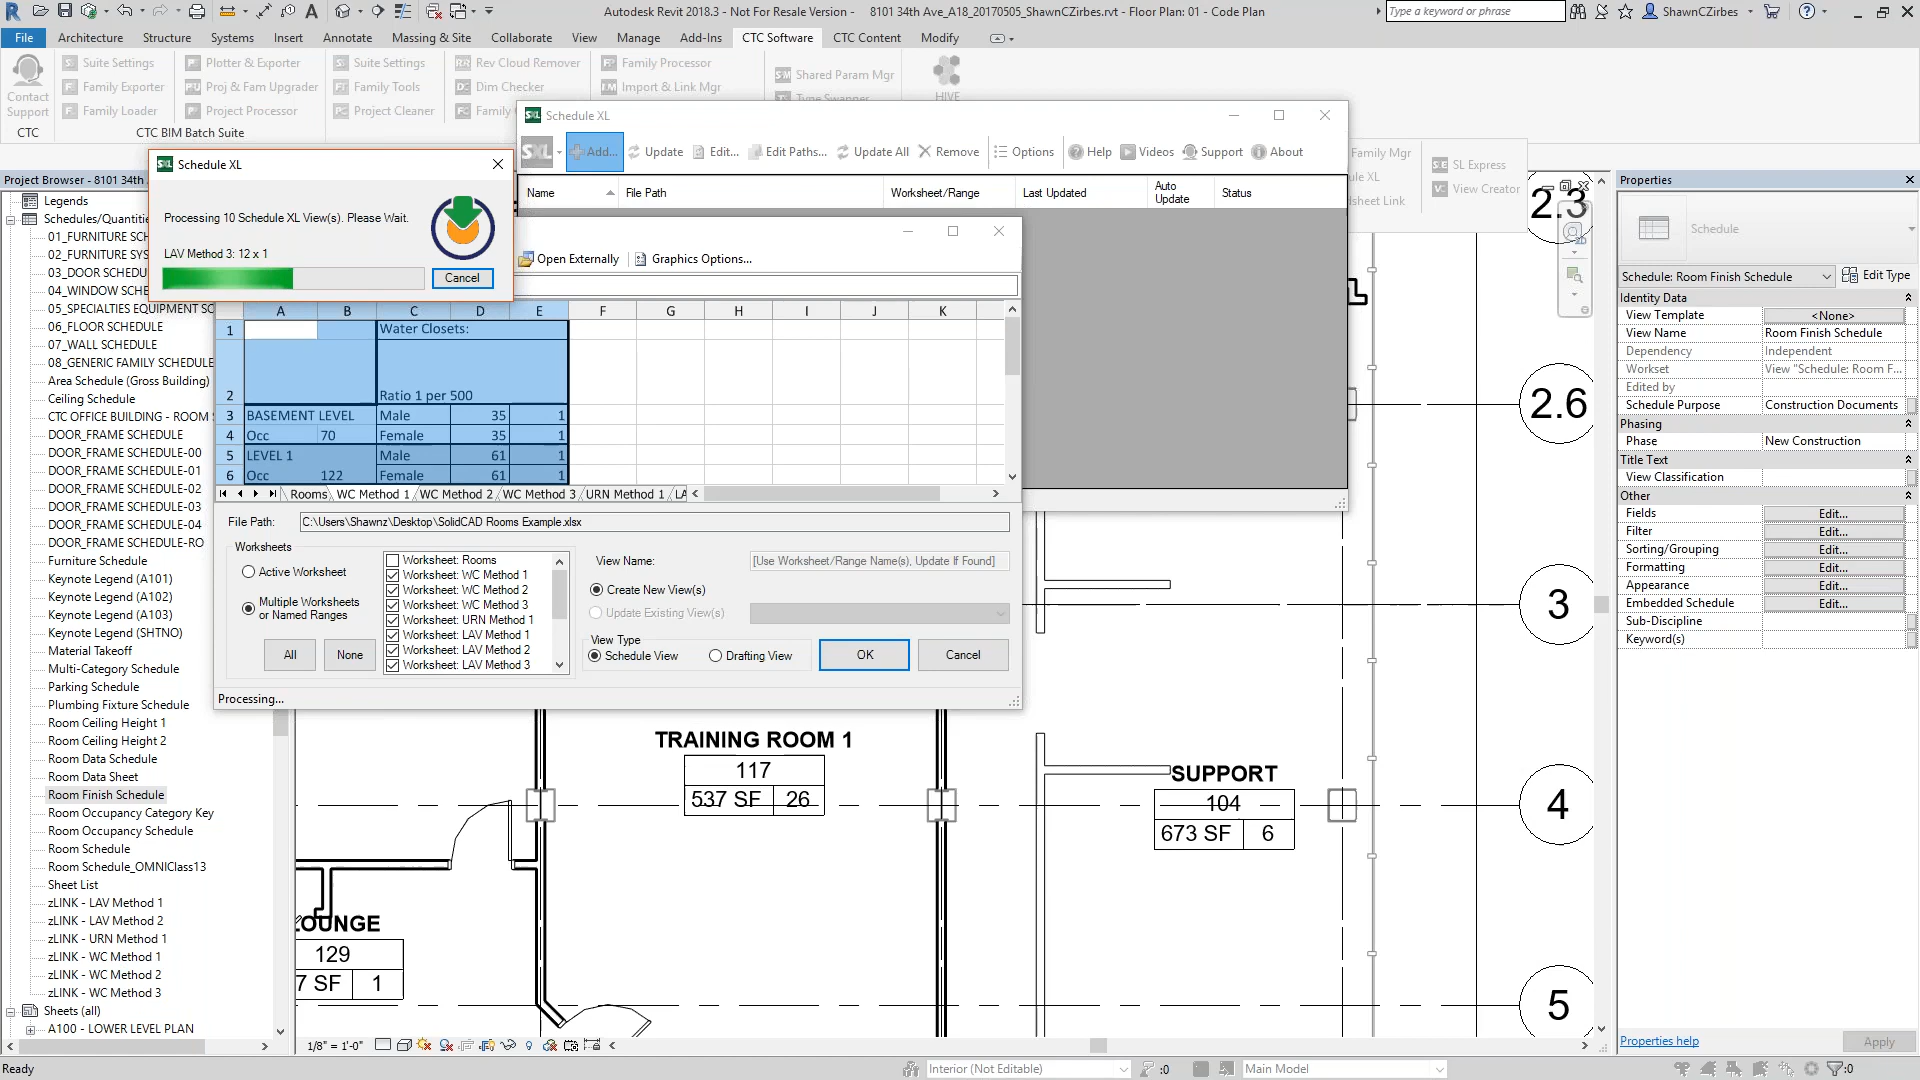 Autodesk Revit 2018.3 - Not For Resale Version - 8101 34th Ave_A18_20170505_ShawnCZirbes.rvt - Floor Plan: 01 - Code Plan
Type a keyword or phrase
ShawnCZirbes
File Architecture Structure Systems Insert Annotate Massing & Site Collaborate View Manage Add-Ins CTC Software CTC Content Modify
Suite Settings Plotter & Exporter Suite Settings Rev Cloud Remover Family Processor
Family Exporter Proj & Fam Upgrader Family Tools Dim Checker Import & Link Mgr
Shared Param Mgr
Contact Support
Family Loader Project Processor Project Cleaner Family
Type Swapper
HIVE
CTC
CTC BIM Batch Suite
Schedule XL
Add... Update Edit... Edit Paths... Update All Remove Options Help Videos Support About
Family Mgr
SL Express
View Creator
dsheet Link
Name File Path Worksheet/Range Last Updated Auto Update Status
Schedule XL
Processing 10 Schedule XL View(s). Please Wait.
LAV Method 3: 12 x 1
Cancel
Project Browser - 8101 34th
Legends
Schedules/Quantitie
01_FURNITURE SCH
02_FURNITURE SYS
03_DOOR SCHEDU
04_WINDOW SCHE
05_SPECIALTIES EQUIPMENT SC
06_FLOOR SCHEDULE
07_WALL SCHEDULE
08_GENERIC FAMILY SCHEDULE
Area Schedule (Gross Building)
Ceiling Schedule
CTC OFFICE BUILDING - ROOM S
DOOR_FRAME SCHEDULE
DOOR_FRAME SCHEDULE-00
DOOR_FRAME SCHEDULE-01
DOOR_FRAME SCHEDULE-02
DOOR_FRAME SCHEDULE-03
DOOR_FRAME SCHEDULE-04
DOOR_FRAME SCHEDULE-RO
Furniture Schedule
Keynote Legend (A101)
Keynote Legend (A102)
Keynote Legend (A103)
Keynote Legend (SHTNO)
Material Takeoff
Multi-Category Schedule
Parking Schedule
Plumbing Fixture Schedule
Room Ceiling Height 1
Room Ceiling Height 2
Room Data Schedule
Room Data Sheet
Room Finish Schedule
Room Occupancy Category Key
Room Occupancy Schedule
Room Schedule
Room Schedule_OMNIClass13
Sheet List
zLINK - LAV Method 1
zLINK - LAV Method 2
zLINK - URN Method 1
zLINK - WC Method 1
zLINK - WC Method 2
zLINK - WC Method 3
Sheets (all)
A100 - LOWER LEVEL PLAN
Open Externally Graphics Options...
A B C D E F G H I J K
1 Water Closets:
2 Ratio 1 per 500
3 BASEMENT LEVEL Male 35 1
4 Occ 70 Female 35 1
5 LEVEL 1 Male 61 1
6 Occ 122 Female 61 1
Rooms WC Method 1 WC Method 2 WC Method 3 URN Method 1 LA
File Path: C:\Users\Shawnz\Desktop\SolidCAD Rooms Example.xlsx
Worksheets
Active Worksheet
Multiple Worksheets
or Named Ranges
All None
Worksheet: Rooms
Worksheet: WC Method 1
Worksheet: WC Method 2
Worksheet: WC Method 3
Worksheet: URN Method 1
Worksheet: LAV Method 1
Worksheet: LAV Method 2
Worksheet: LAV Method 3
View Name: [Use Worksheet/Range Name(s), Update If Found]
Create New View(s)
Update Existing View(s)
View Type
Schedule View Drafting View
OK Cancel
Processing...
TRAINING ROOM 1
117
537 SF 26
SUPPORT
104
673 SF 6
LOUNGE
129
7 SF 1
2.3
2.6
3
4
5
1/8" = 1'-0"
Properties
Schedule
Schedule: Room Finish Schedule Edit Type
Identity Data
View Template <None>
View Name Room Finish Schedule
Dependency Independent
Workset View "Schedule: Room F...
Edited by
Schedule Purpose Construction Documents
Phasing
Phase New Construction
Title Text
View Classification
Other
Fields Edit...
Filter Edit...
Sorting/Grouping Edit...
Formatting Edit...
Appearance Edit...
Embedded Schedule Edit...
Sub-Discipline
Keyword(s)
Properties help Apply
Ready
Interior (Not Editable)
:0
Main Model
:0